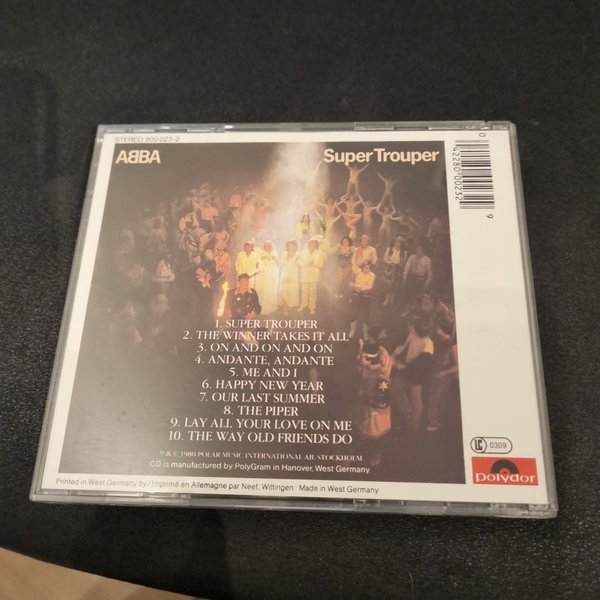 STEREO 800 023-2
ABBA
Super Trouper
0 42280 00232 9
1. SUPER TROUPER
2. THE WINNER TAKES IT ALL
3. ON AND ON AND ON
4. ANDANTE, ANDANTE
5. ME AND I
6. HAPPY NEW YEAR
7. OUR LAST SUMMER
8. THE PIPER
9. LAY ALL YOUR LOVE ON ME
10. THE WAY OLD FRIENDS DO
℗ & © 1980 POLAR MUSIC INTERNATIONAL AB, STOCKHOLM
CD is manufactured by PolyGram in Hanover, West Germany
LC 0309
polydor
Printed in West Germany by / Imprimé en Allemagne par Neef, Wittingen · Made in West Germany